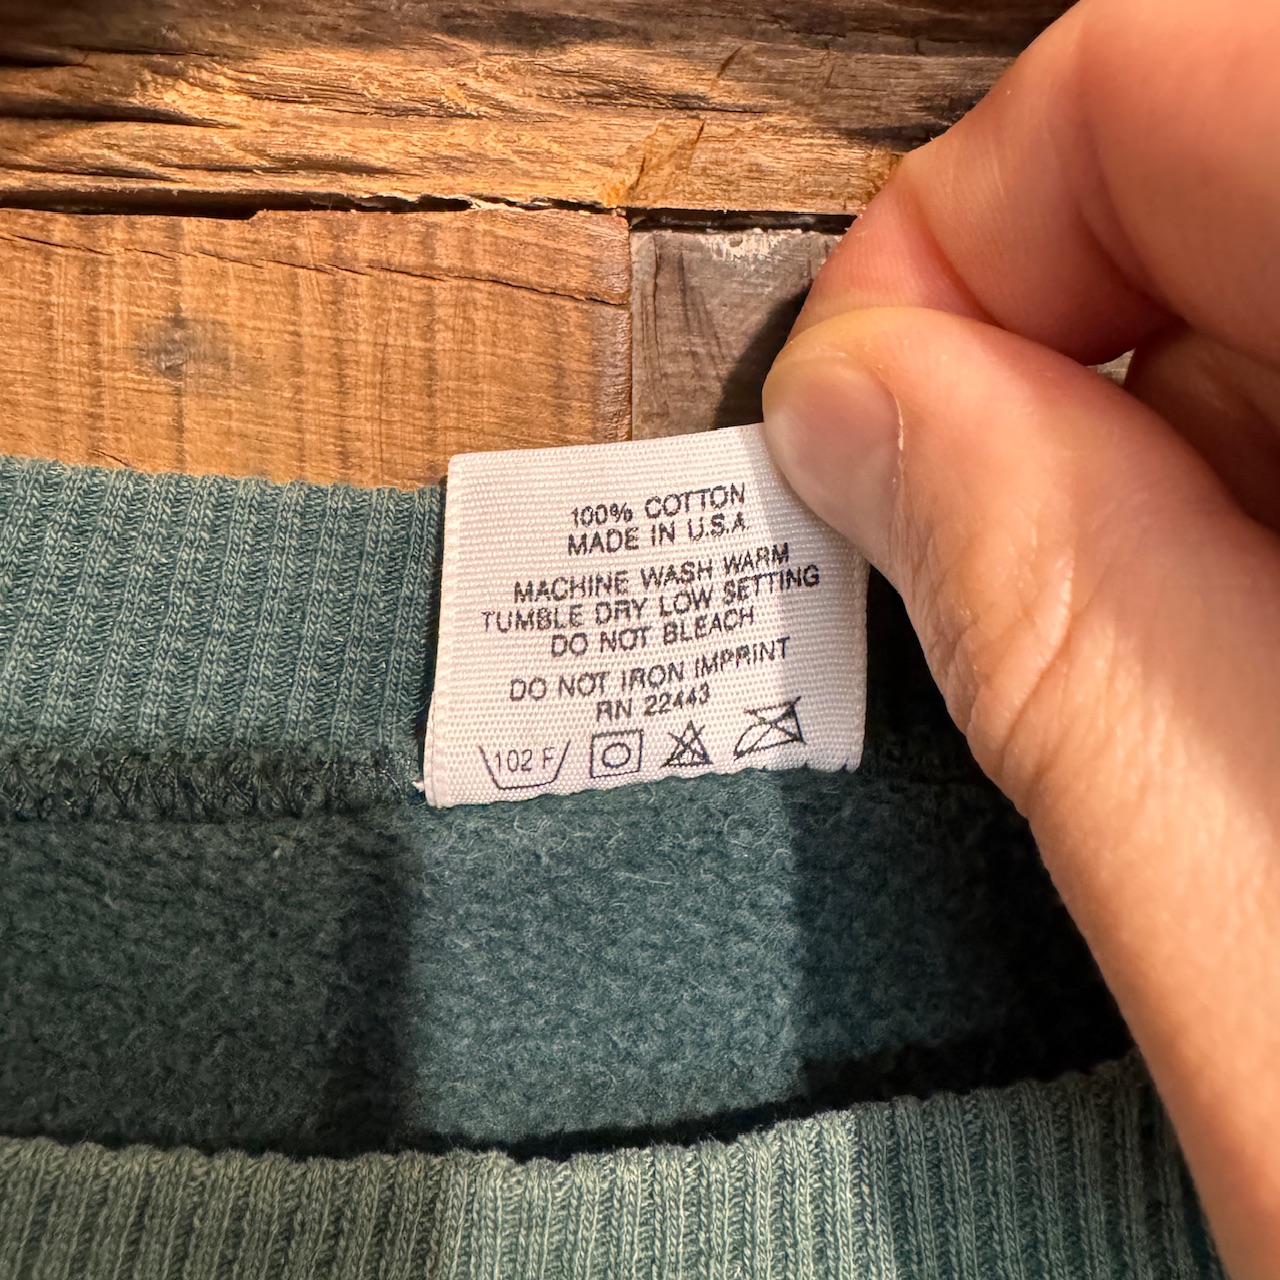 100% COTTON
MADE IN U.S.A.
MACHINE WASH WARM
TUMBLE DRY LOW SETTING
DO NOT BLEACH
DO NOT IRON IMPRINT
RN 22443
102 F